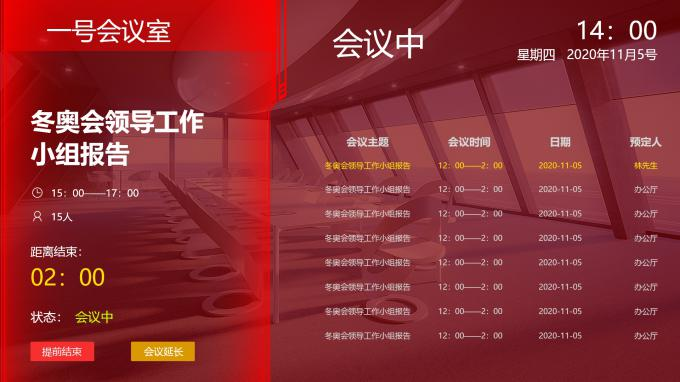 一号会议室
会议中
14：00
星期四 2020年11月5号
冬奥会领导工作
小组报告
15：00——17：00
15人
距离结束：
02：00
状态： 会议中
提前结束 会议延长
会议主题 会议时间 日期 预定人
冬奥会领导工作小组报告 12：00——2：00 2020-11-05 林先生
冬奥会领导工作小组报告 12：00——2：00 2020-11-05 办公厅
冬奥会领导工作小组报告 12：00——2：00 2020-11-05 办公厅
冬奥会领导工作小组报告 12：00——2：00 2020-11-05 办公厅
冬奥会领导工作小组报告 12：00——2：00 2020-11-05 办公厅
冬奥会领导工作小组报告 12：00——2：00 2020-11-05 办公厅
冬奥会领导工作小组报告 12：00——2：00 2020-11-05 办公厅
冬奥会领导工作小组报告 12：00——2：00 2020-11-05 办公厅